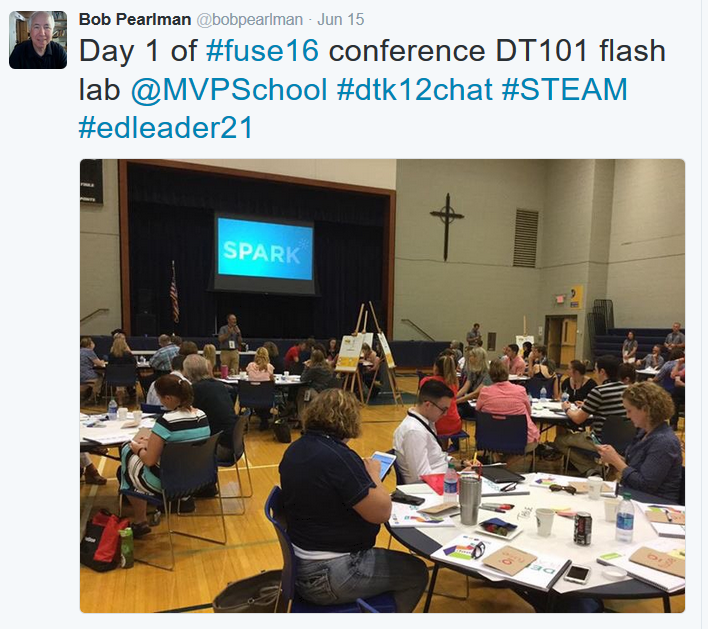 Bob Pearlman @bobpearlman · Jun 15
Day 1 of #fuse16 conference DT101 flash
lab @MVPSchool #dtk12chat #STEAM
#edleader21
SPARK